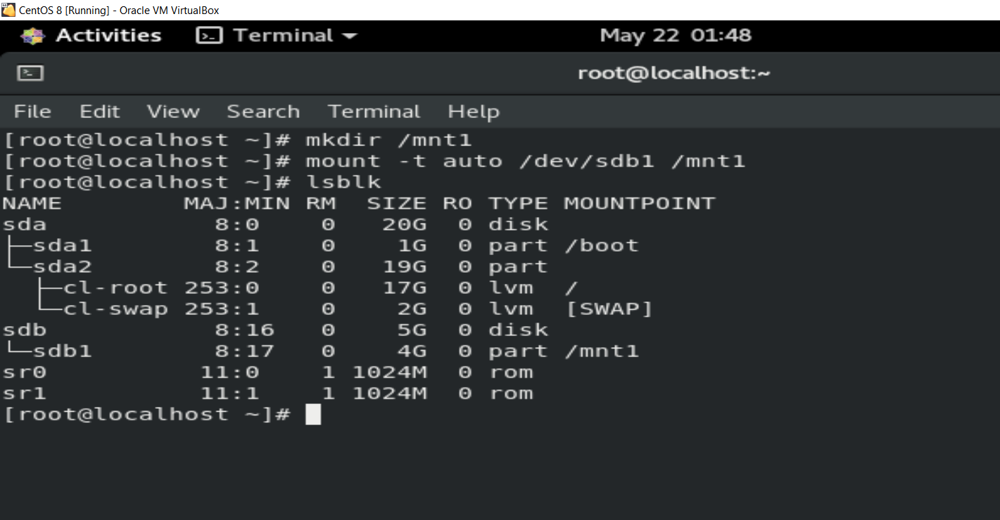 CentOS 8 [Running] - Oracle VM VirtualBox
Activities Terminal May 22 01:48
root@localhost:~
File Edit View Search Terminal Help
[root@localhost ~]# mkdir /mnt1
[root@localhost ~]# mount -t auto /dev/sdb1 /mnt1
[root@localhost ~]# lsblk
NAME        MAJ:MIN RM  SIZE RO TYPE MOUNTPOINT
sda           8:0    0   20G  0 disk
├─sda1        8:1    0    1G  0 part /boot
└─sda2        8:2    0   19G  0 part
  ├─cl-root 253:0    0   17G  0 lvm  /
  └─cl-swap 253:1    0    2G  0 lvm  [SWAP]
sdb           8:16   0    5G  0 disk
└─sdb1        8:17   0    4G  0 part /mnt1
sr0          11:0    1 1024M  0 rom
sr1          11:1    1 1024M  0 rom
[root@localhost ~]#